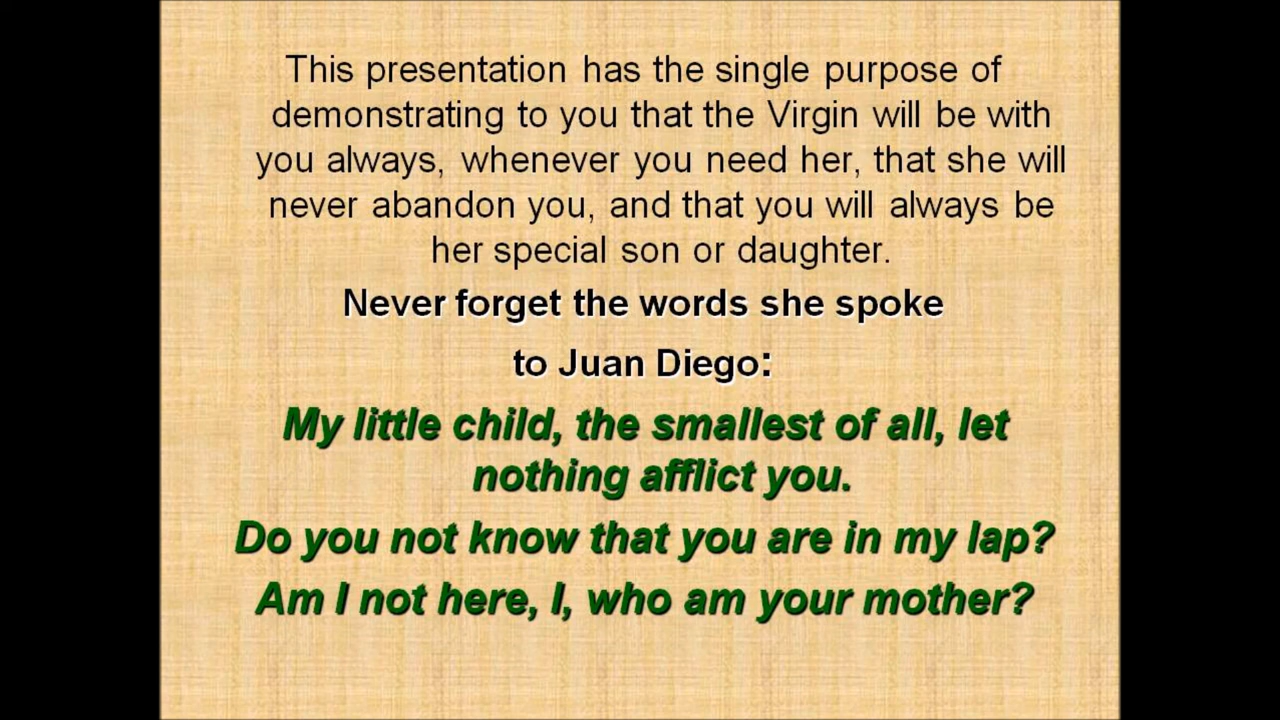 This presentation has the single purpose of
demonstrating to you that the Virgin will be with
you always, whenever you need her, that she will
never abandon you, and that you will always be
her special son or daughter.
Never forget the words she spoke
to Juan Diego:
My little child, the smallest of all, let
nothing afflict you.
Do you not know that you are in my lap?
Am I not here, I, who am your mother?